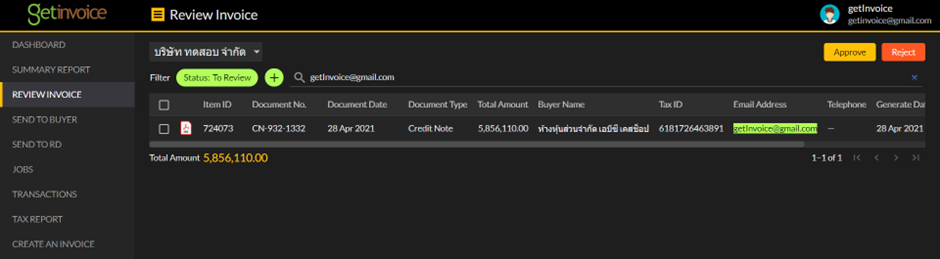 getinvoice
Review Invoice
getInvoice
getinvoice@gmail.com
DASHBOARD
SUMMARY REPORT
REVIEW INVOICE
SEND TO BUYER
SEND TO RD
JOBS
TRANSACTIONS
TAX REPORT
CREATE AN INVOICE
บริษัท ทดสอบ จำกัด
Approve
Reject
Filter
Status: To Review
getInvoice@gmail.com
Item ID Document No. Document Date Document Type Total Amount Buyer Name Tax ID Email Address Telephone Generate Dat
724073 CN-932-1332 28 Apr 2021 Credit Note 5,856,110.00 ห้างหุ้นส่วนจำกัด เอบีซี เดสช็อป 6181726463891 getInvoice@gmail.com — 28 Apr 2021
Total Amount 5,856,110.00
1–1 of 1